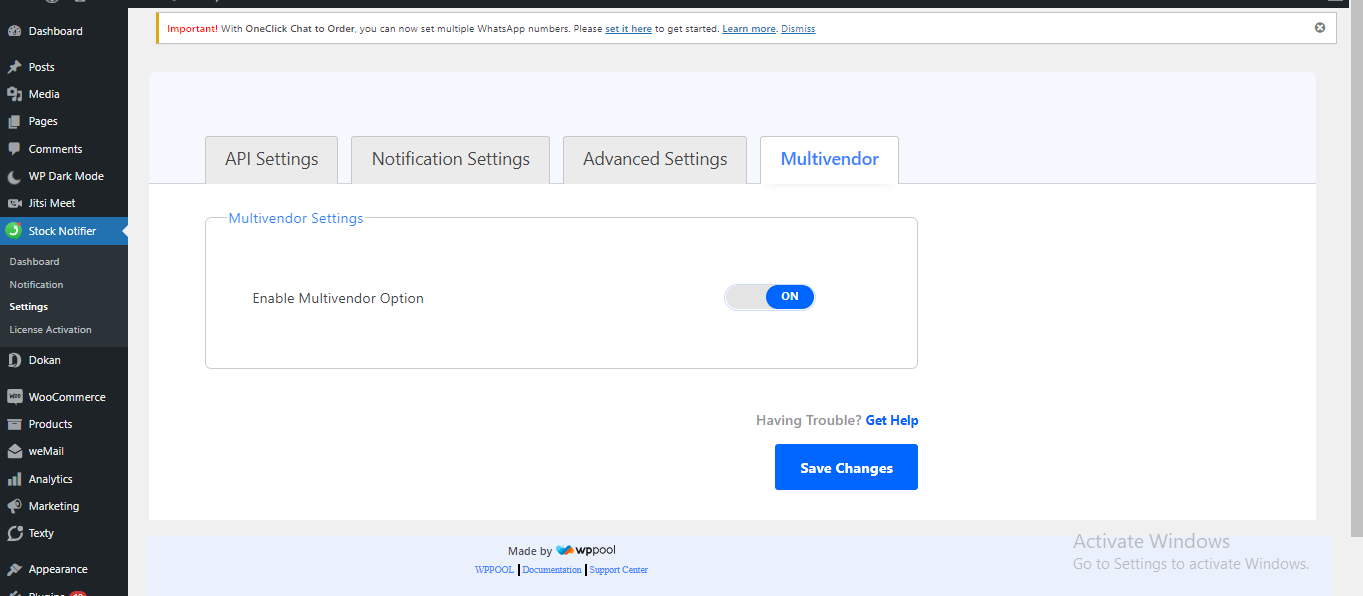 Important! With OneClick Chat to Order, you can now set multiple WhatsApp numbers. Please set it here to get started. Learn more. Dismiss
Dashboard
Posts
Media
Pages
Comments
WP Dark Mode
Jitsi Meet
Stock Notifier
Dashboard
Notification
Settings
License Activation
Dokan
WooCommerce
Products
weMail
Analytics
Marketing
Texty
Appearance
API Settings
Notification Settings
Advanced Settings
Multivendor
Multivendor Settings
Enable Multivendor Option
ON
Having Trouble? Get Help
Save Changes
Made by wppool
WPPOOL | Documentation | Support Center
Activate Windows
Go to Settings to activate Windows.